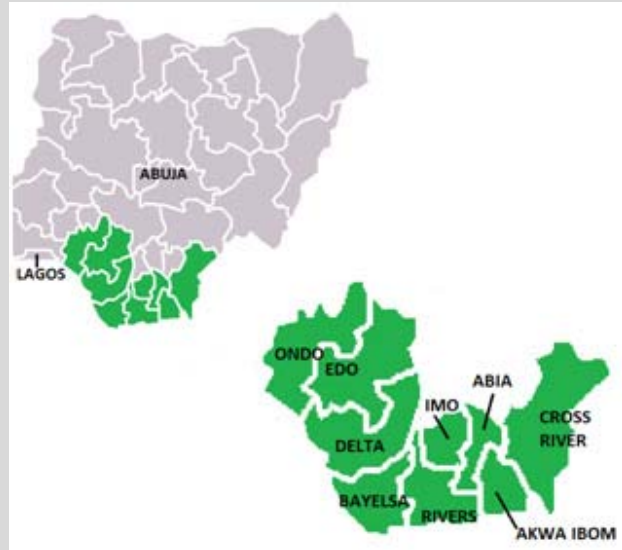 ABUJA
LAGOS
ONDO
EDO
ABIA
IMO
CROSS
RIVER
DELTA
BAYELSA
RIVERS
AKWA IBOM